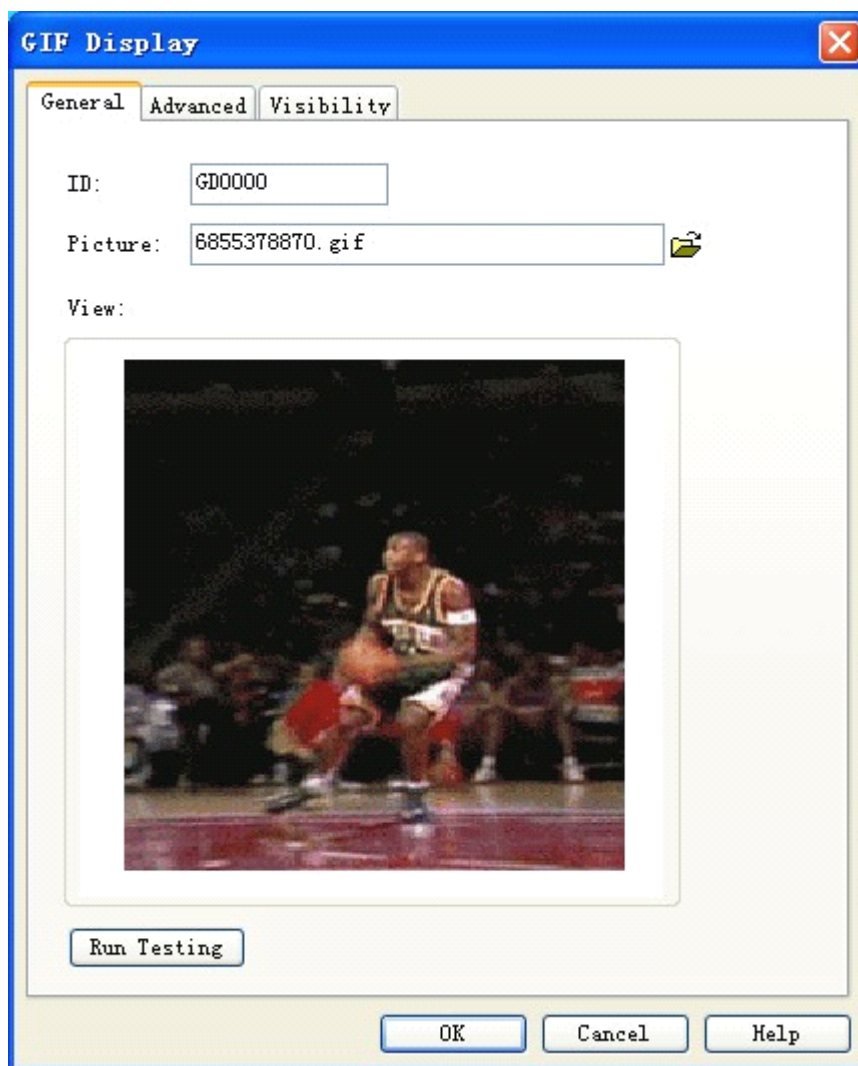 GIF Display
General Advanced Visibility
ID: GD0000
Picture: 6855378870.gif
View:
Run Testing
OK Cancel Help